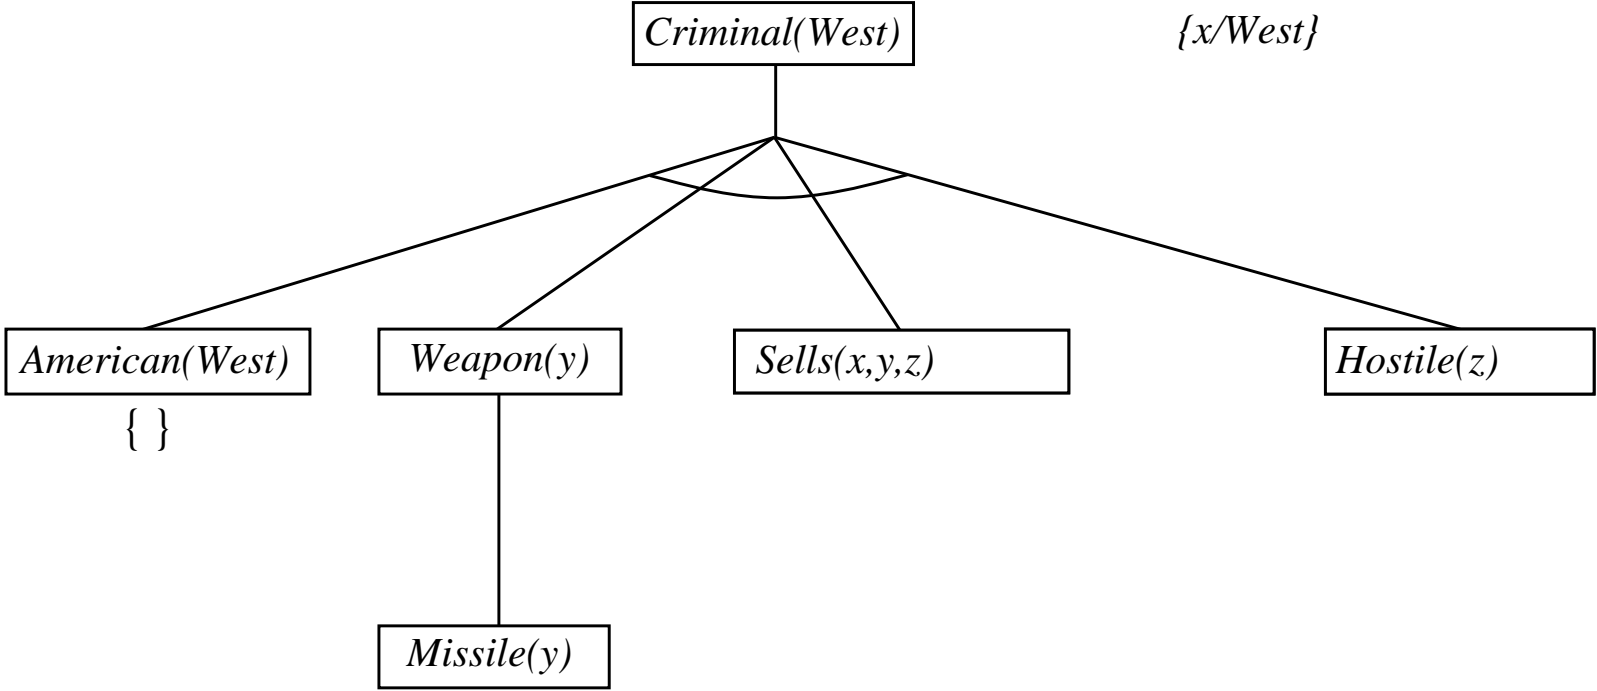 Criminal(West)
{x/West}
American(West)
Weapon(y)
Sells(x,y,z)
Hostile(z)
{ }
Missile(y)